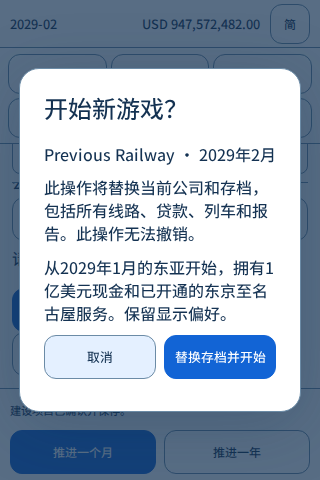 2029-02
USD 947,572,482.00
简
开始新游戏？
Previous Railway · 2029年2月
此操作将替换当前公司和存档，
包括所有线路、贷款、列车和报
告。此操作无法撤销。
从2029年1月的东亚开始，拥有1
亿美元现金和已开通的东京至名
古屋服务。保留显示偏好。
取消
替换存档并开始
推进一个月
推进一年